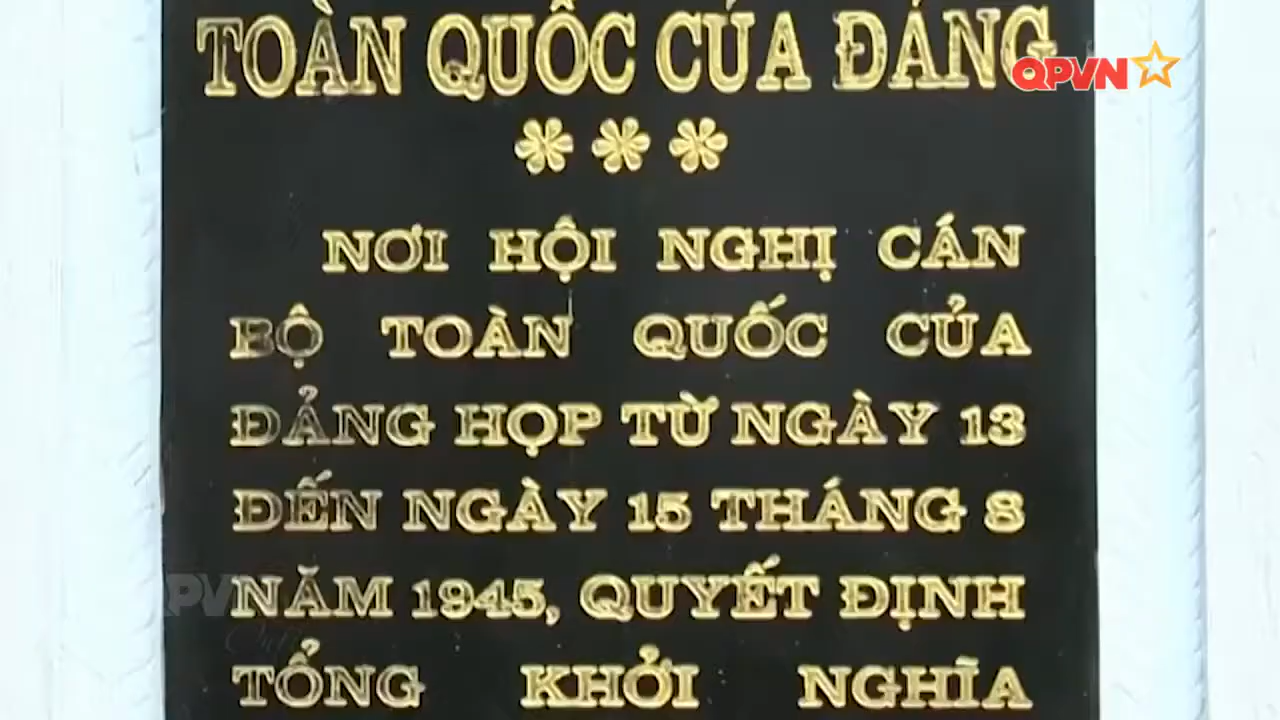 TOÀN QUỐC CỦA ĐẢNG
QPVN
NƠI HỘI NGHỊ CÁN
BỘ TOÀN QUỐC CỦA
ĐẢNG HỌP TỪ NGÀY 13
ĐẾN NGÀY 15 THÁNG 8
NĂM 1945, QUYẾT ĐỊNH
TỔNG KHỞI NGHĨA